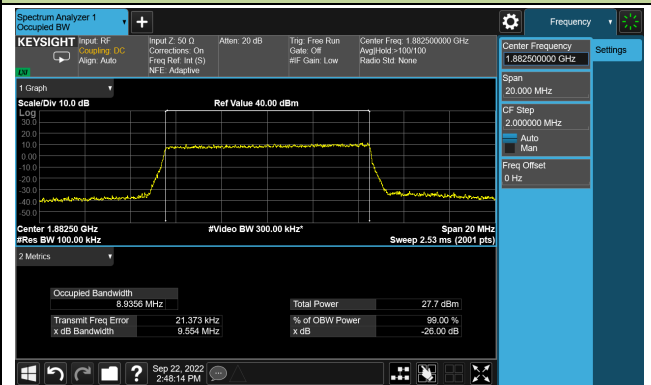 Spectrum Analyzer 1
Occupied BW
Frequency
KEYSIGHT
Input: RF
Coupling: DC
Align: Auto
Input Z: 50 Ω
Corrections: On
Freq Ref: Int (S)
NFE: Adaptive
Atten: 20 dB
Trig: Free Run
Gate: Off
#IF Gain: Low
Center Freq: 1.882500000 GHz
Avg|Hold:>100/100
Radio Std: None
LXI
Center Frequency
1.882500000 GHz
Settings
Span
20.000 MHz
CF Step
2.000000 MHz
Auto
Man
Freq Offset
0 Hz
1 Graph
Scale/Div 10.0 dB
Ref Value 40.00 dBm
Log
30.0
20.0
10.0
0.00
-10.0
-20.0
-30.0
-40.0
-50.0
Center 1.88250 GHz
#Video BW 300.00 kHz*
Span 20 MHz
#Res BW 100.00 kHz
Sweep 2.53 ms (2001 pts)
2 Metrics
Occupied Bandwidth
8.9356 MHz
Total Power 27.7 dBm
Transmit Freq Error 21.373 kHz
% of OBW Power 99.00 %
x dB Bandwidth 9.554 MHz
x dB -26.00 dB
?
Sep 22, 2022
2:48:14 PM